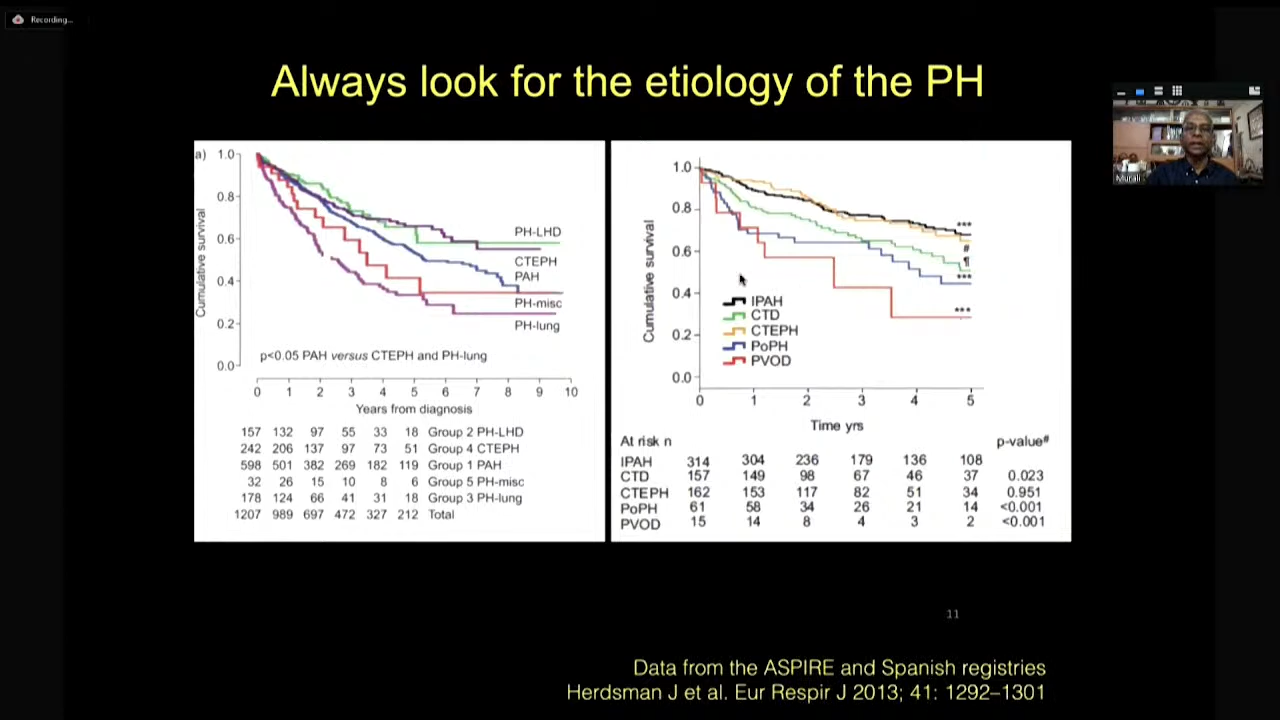 Recording...
Always look for the etiology of the PH
Murali
a)
1.0
0.8
0.6
0.4
0.2
0.0
Cumulative survival
PH-LHD
CTEPH
PAH
PH-misc
PH-lung
p<0.05 PAH versus CTEPH and PH-lung
0 1 2 3 4 5 6 7 8 9 10
Years from diagnosis
157 132 97 55 33 18 Group 2 PH-LHD
242 206 137 97 73 51 Group 4 CTEPH
598 501 382 269 182 119 Group 1 PAH
32 26 15 10 8 6 Group 5 PH-misc
178 124 66 41 31 18 Group 3 PH-lung
1207 989 697 472 327 212 Total
1.0
0.8
0.6
0.4
0.2
0.0
Cumulative survival
***
#
¶
***
***
IPAH
CTD
CTEPH
PoPH
PVOD
0 1 2 3 4 5
Time yrs
At risk n p-value#
IPAH 314 304 236 179 136 108
CTD 157 149 98 67 46 37 0.023
CTEPH 162 153 117 82 51 34 0.951
PoPH 61 58 34 26 21 14 <0.001
PVOD 15 14 8 4 3 2 <0.001
11
Data from the ASPIRE and Spanish registries
Herdsman J et al. Eur Respir J 2013; 41: 1292–1301